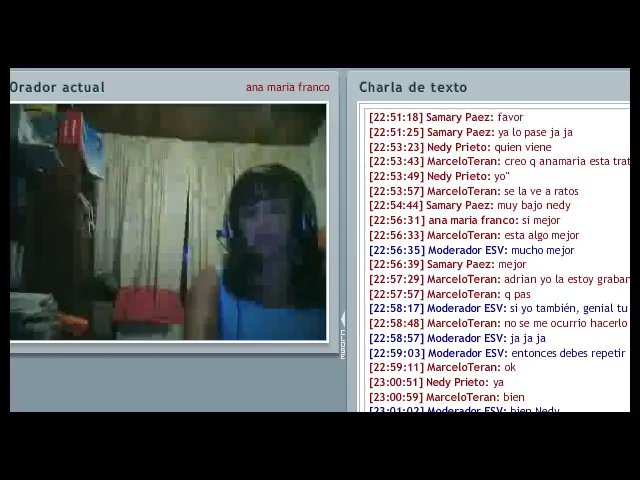 Orador actual
ana maria franco
Charla de texto
[22:51:18] Samary Paez: favor
[22:51:25] Samary Paez: ya lo pase ja ja
[22:53:23] Nedy Prieto: quien viene
[22:53:43] MarceloTeran: creo q anamaria esta trat
[22:53:49] Nedy Prieto: yo"
[22:53:57] MarceloTeran: se la ve a ratos
[22:54:44] Samary Paez: muy bajo nedy
[22:56:31] ana maria franco: si mejor
[22:56:33] MarceloTeran: esta algo mejor
[22:56:35] Moderador ESV: mucho mejor
[22:56:39] Samary Paez: mejor
[22:57:29] MarceloTeran: adrian yo la estoy grabar
[22:57:57] MarceloTeran: q pas
[22:58:17] Moderador ESV: si yo también, genial tu
[22:58:48] MarceloTeran: no se me ocurrio hacerlo
[22:58:57] Moderador ESV: ja ja ja
[22:59:03] Moderador ESV: entonces debes repetir
[22:59:11] MarceloTeran: ok
[23:00:51] Nedy Prieto: ya
[23:00:59] MarceloTeran: bien
[23:01:02] Moderador ESV: bien Nedy